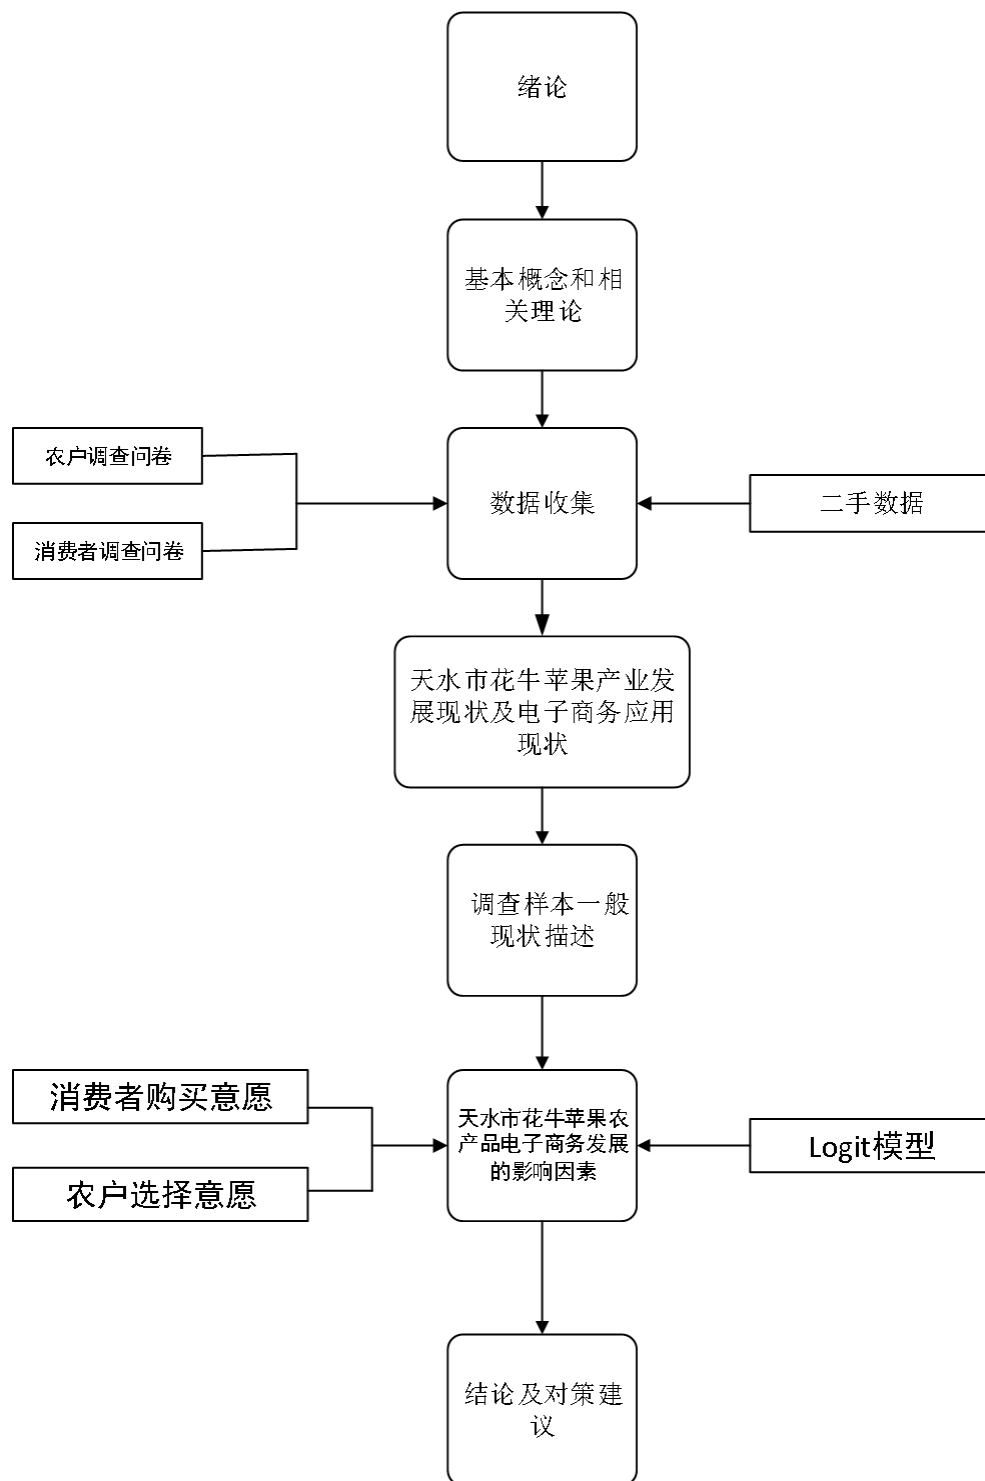 绪论
基本概念和相
关理论
农户调查问卷
消费者调查问卷
数据收集
二手数据
天水市花牛苹果产业发
展现状及电子商务应用
现状
调查样本一般
现状描述
消费者购买意愿
农户选择意愿
天水市花牛苹果农
产品电子商务发展
的影响因素
Logit模型
结论及对策建
议